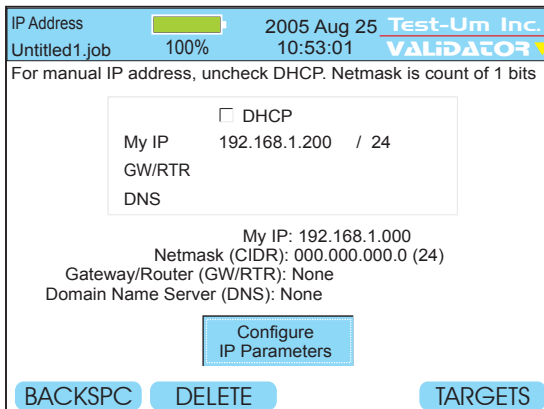 IP Address 2005 Aug 25 Test-Um Inc.
Untitled1.job 100% 10:53:01 VALIDATOR
For manual IP address, uncheck DHCP. Netmask is count of 1 bits
DHCP
My IP 192.168.1.200 / 24
GW/RTR
DNS
My IP: 192.168.1.000
Netmask (CIDR): 000.000.000.0 (24)
Gateway/Router (GW/RTR): None
Domain Name Server (DNS): None
Configure
IP Parameters
BACKSPC DELETE TARGETS